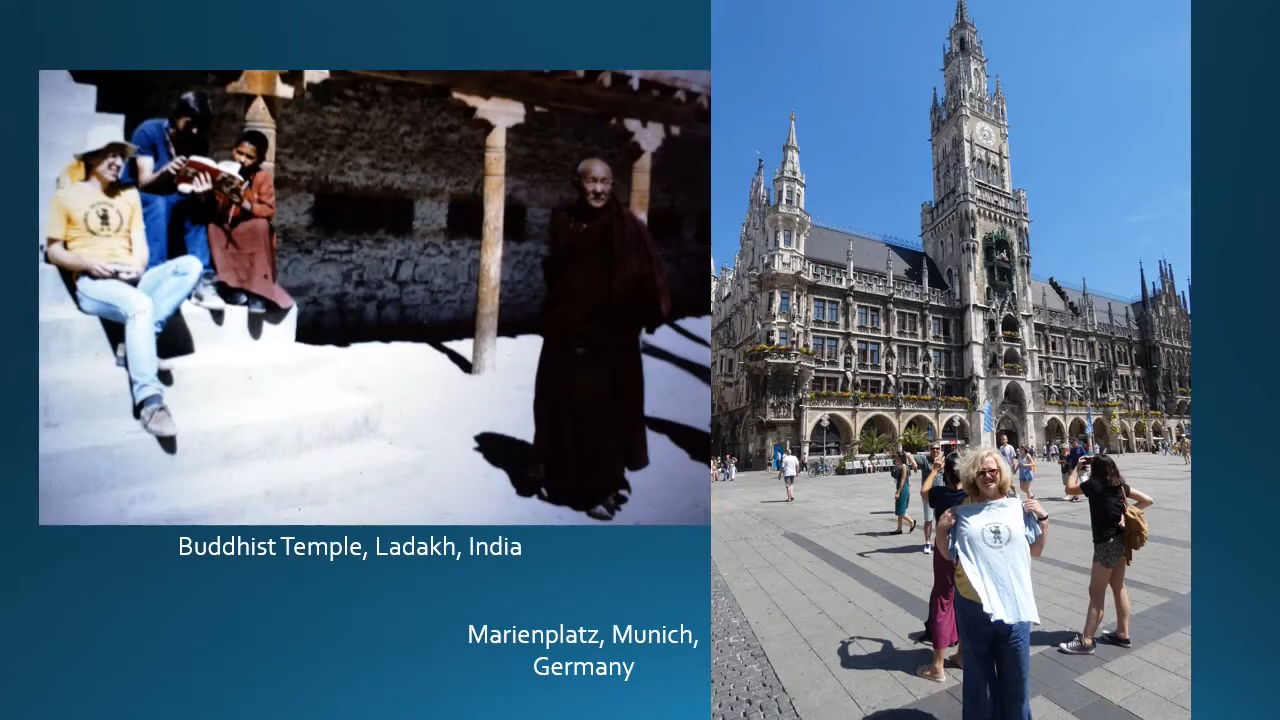 Buddhist Temple, Ladakh, India
Marienplatz, Munich,
Germany